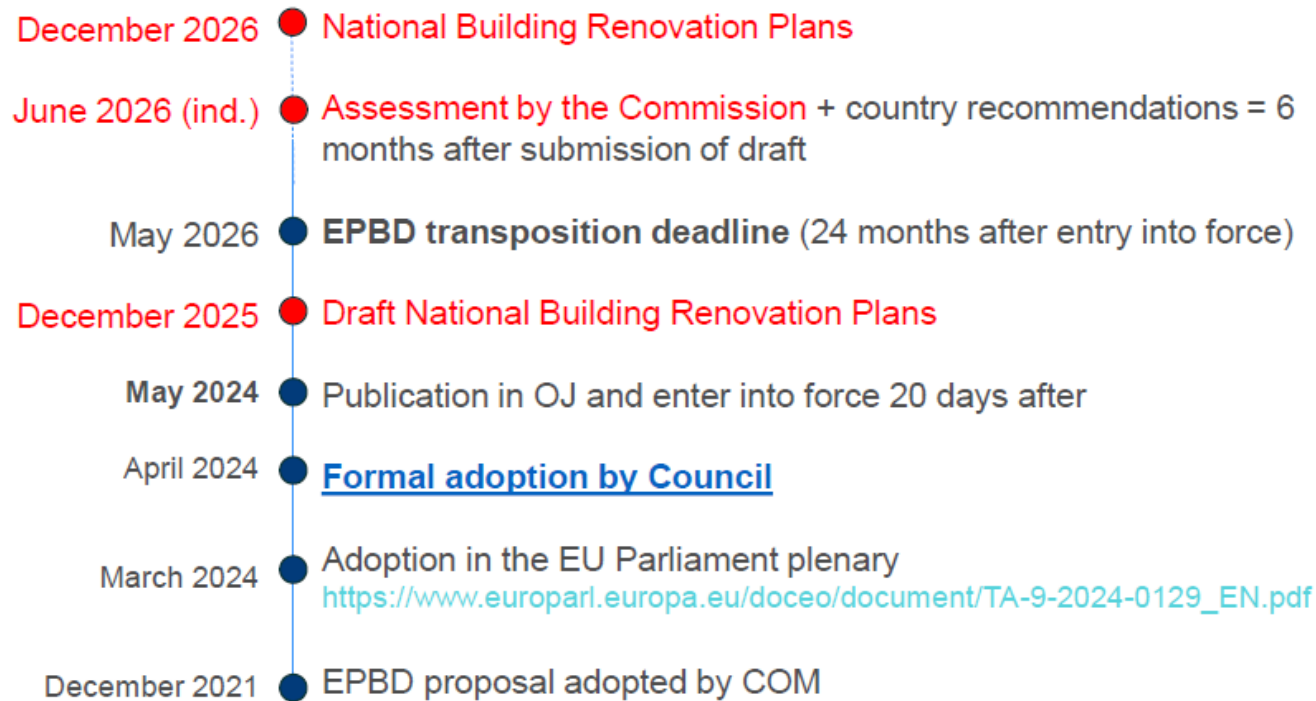 December 2026 National Building Renovation Plans
June 2026 (ind.) Assessment by the Commission + country recommendations = 6
months after submission of draft
May 2026 EPBD transposition deadline (24 months after entry into force)
December 2025 Draft National Building Renovation Plans
May 2024 Publication in OJ and enter into force 20 days after
April 2024 Formal adoption by Council
March 2024 Adoption in the EU Parliament plenary
https://www.europarl.europa.eu/doceo/document/TA-9-2024-0129_EN.pdf
December 2021 EPBD proposal adopted by COM